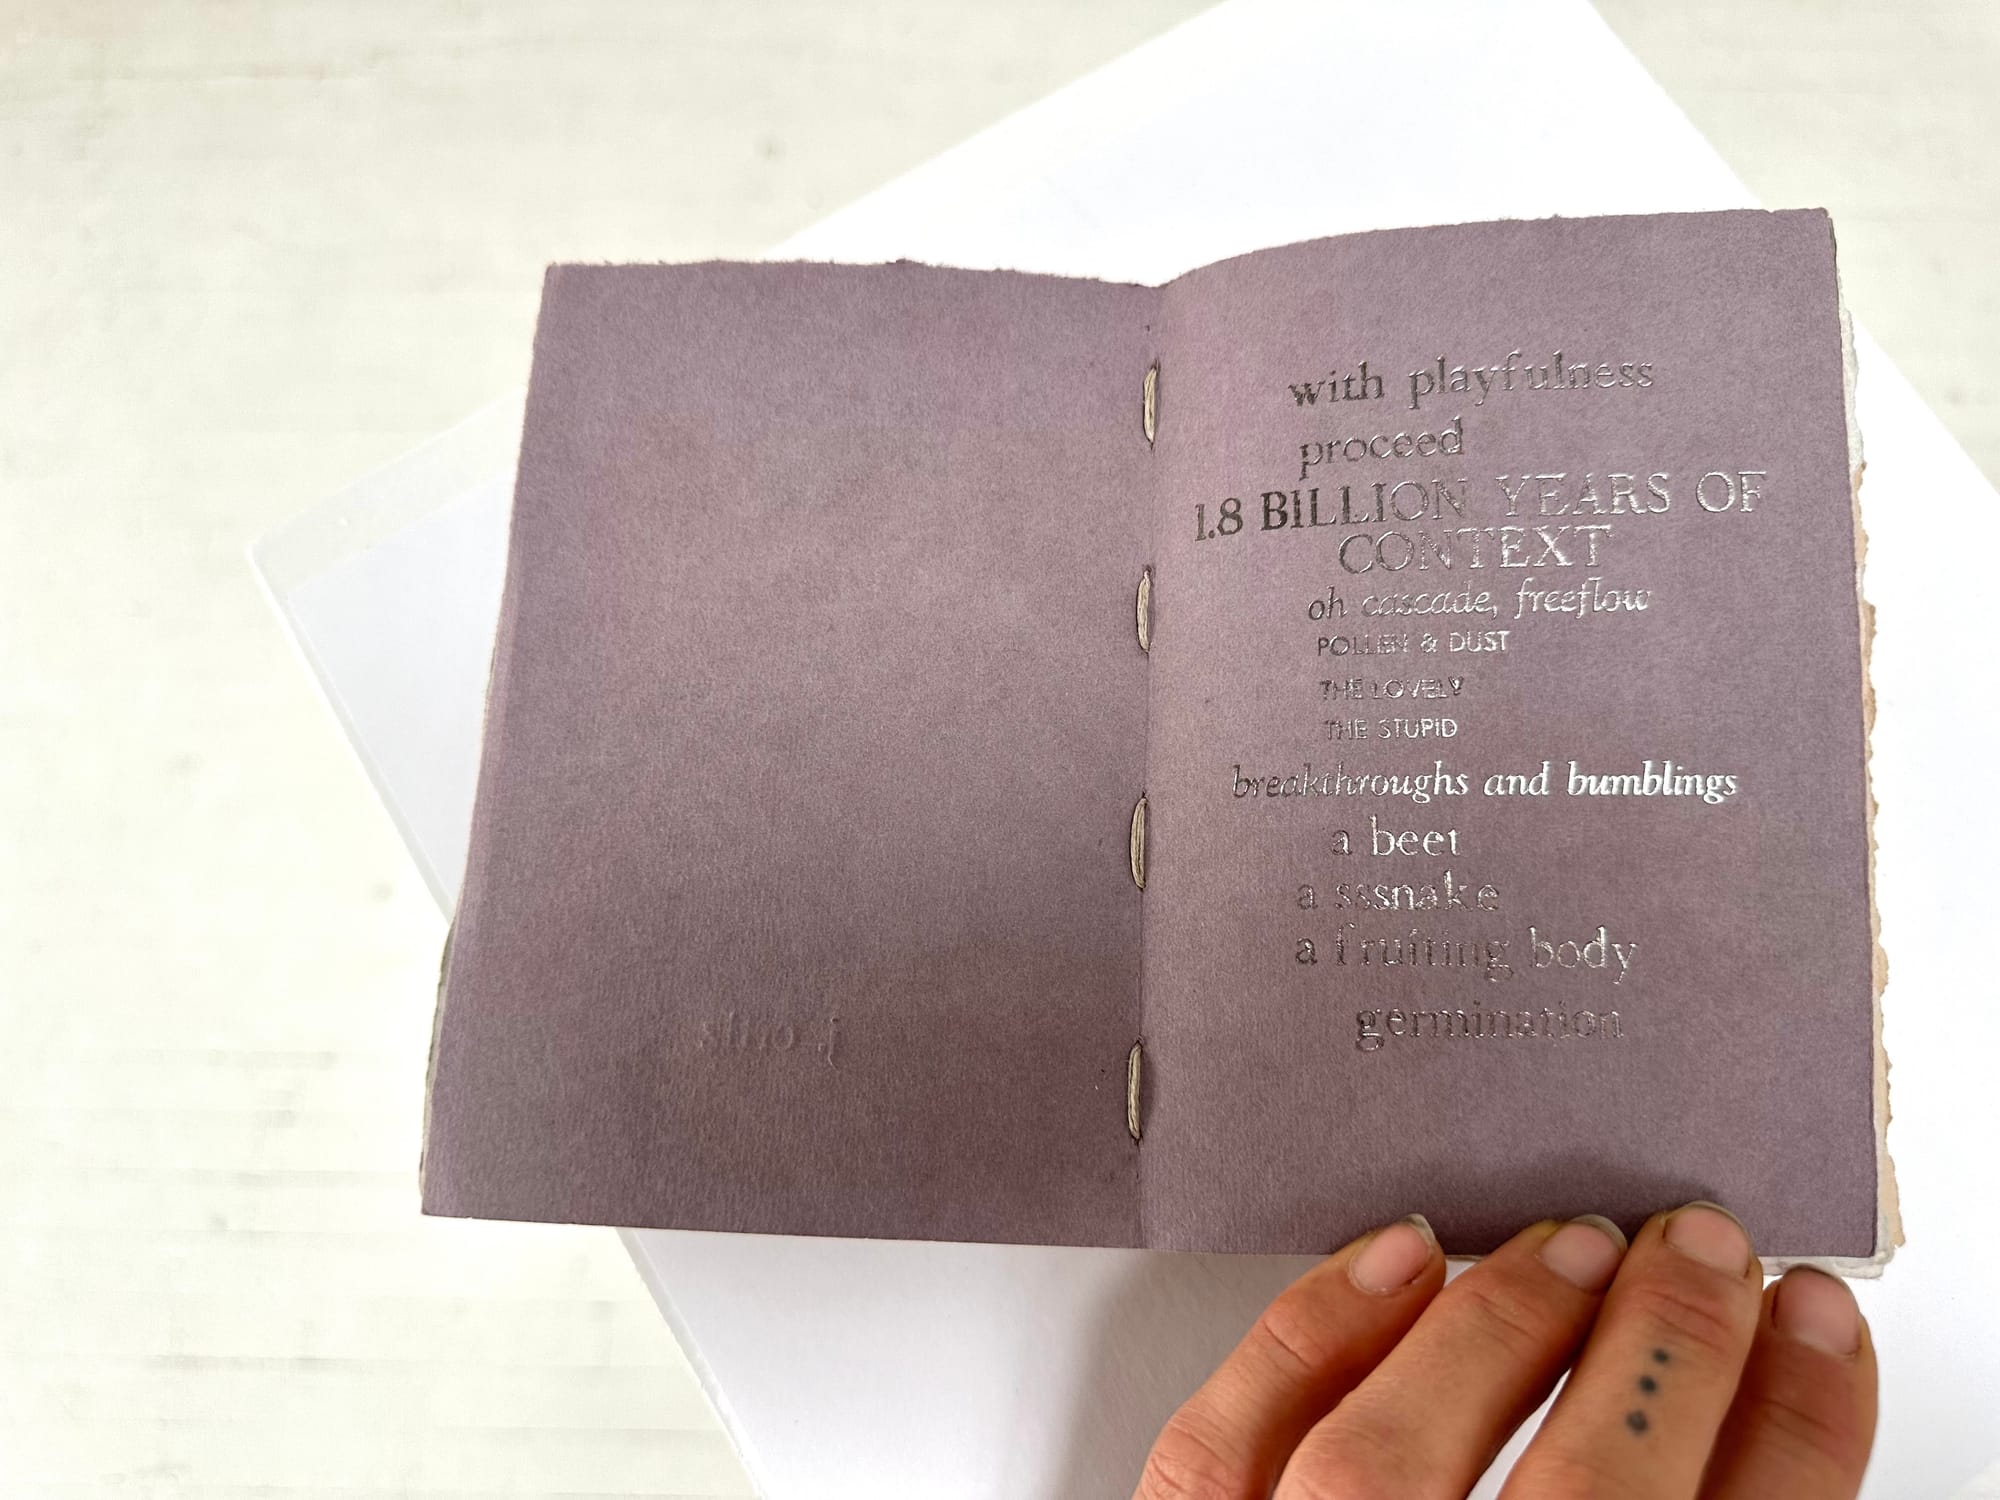 with playfulness
proceed
1.8 BILLION YEARS OF
CONTEXT
oh cascade, freeflow
POLLEN & DUST
THE LOVELY
THE STUPID
breakthroughs and bumblings
a beet
a sssnake
a fruiting body
germination